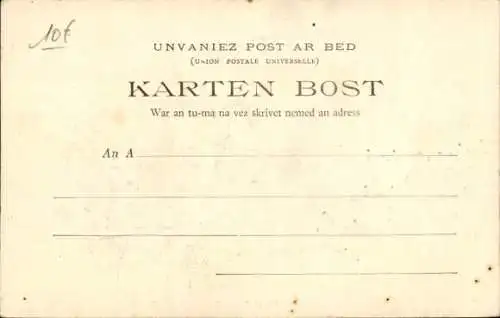 10€
UNVANIEZ POST AR BED
(UNION POSTALE UNIVERSELLE)
KARTEN BOST
War an tu-ma na vez skrivet nemed an adress
An A